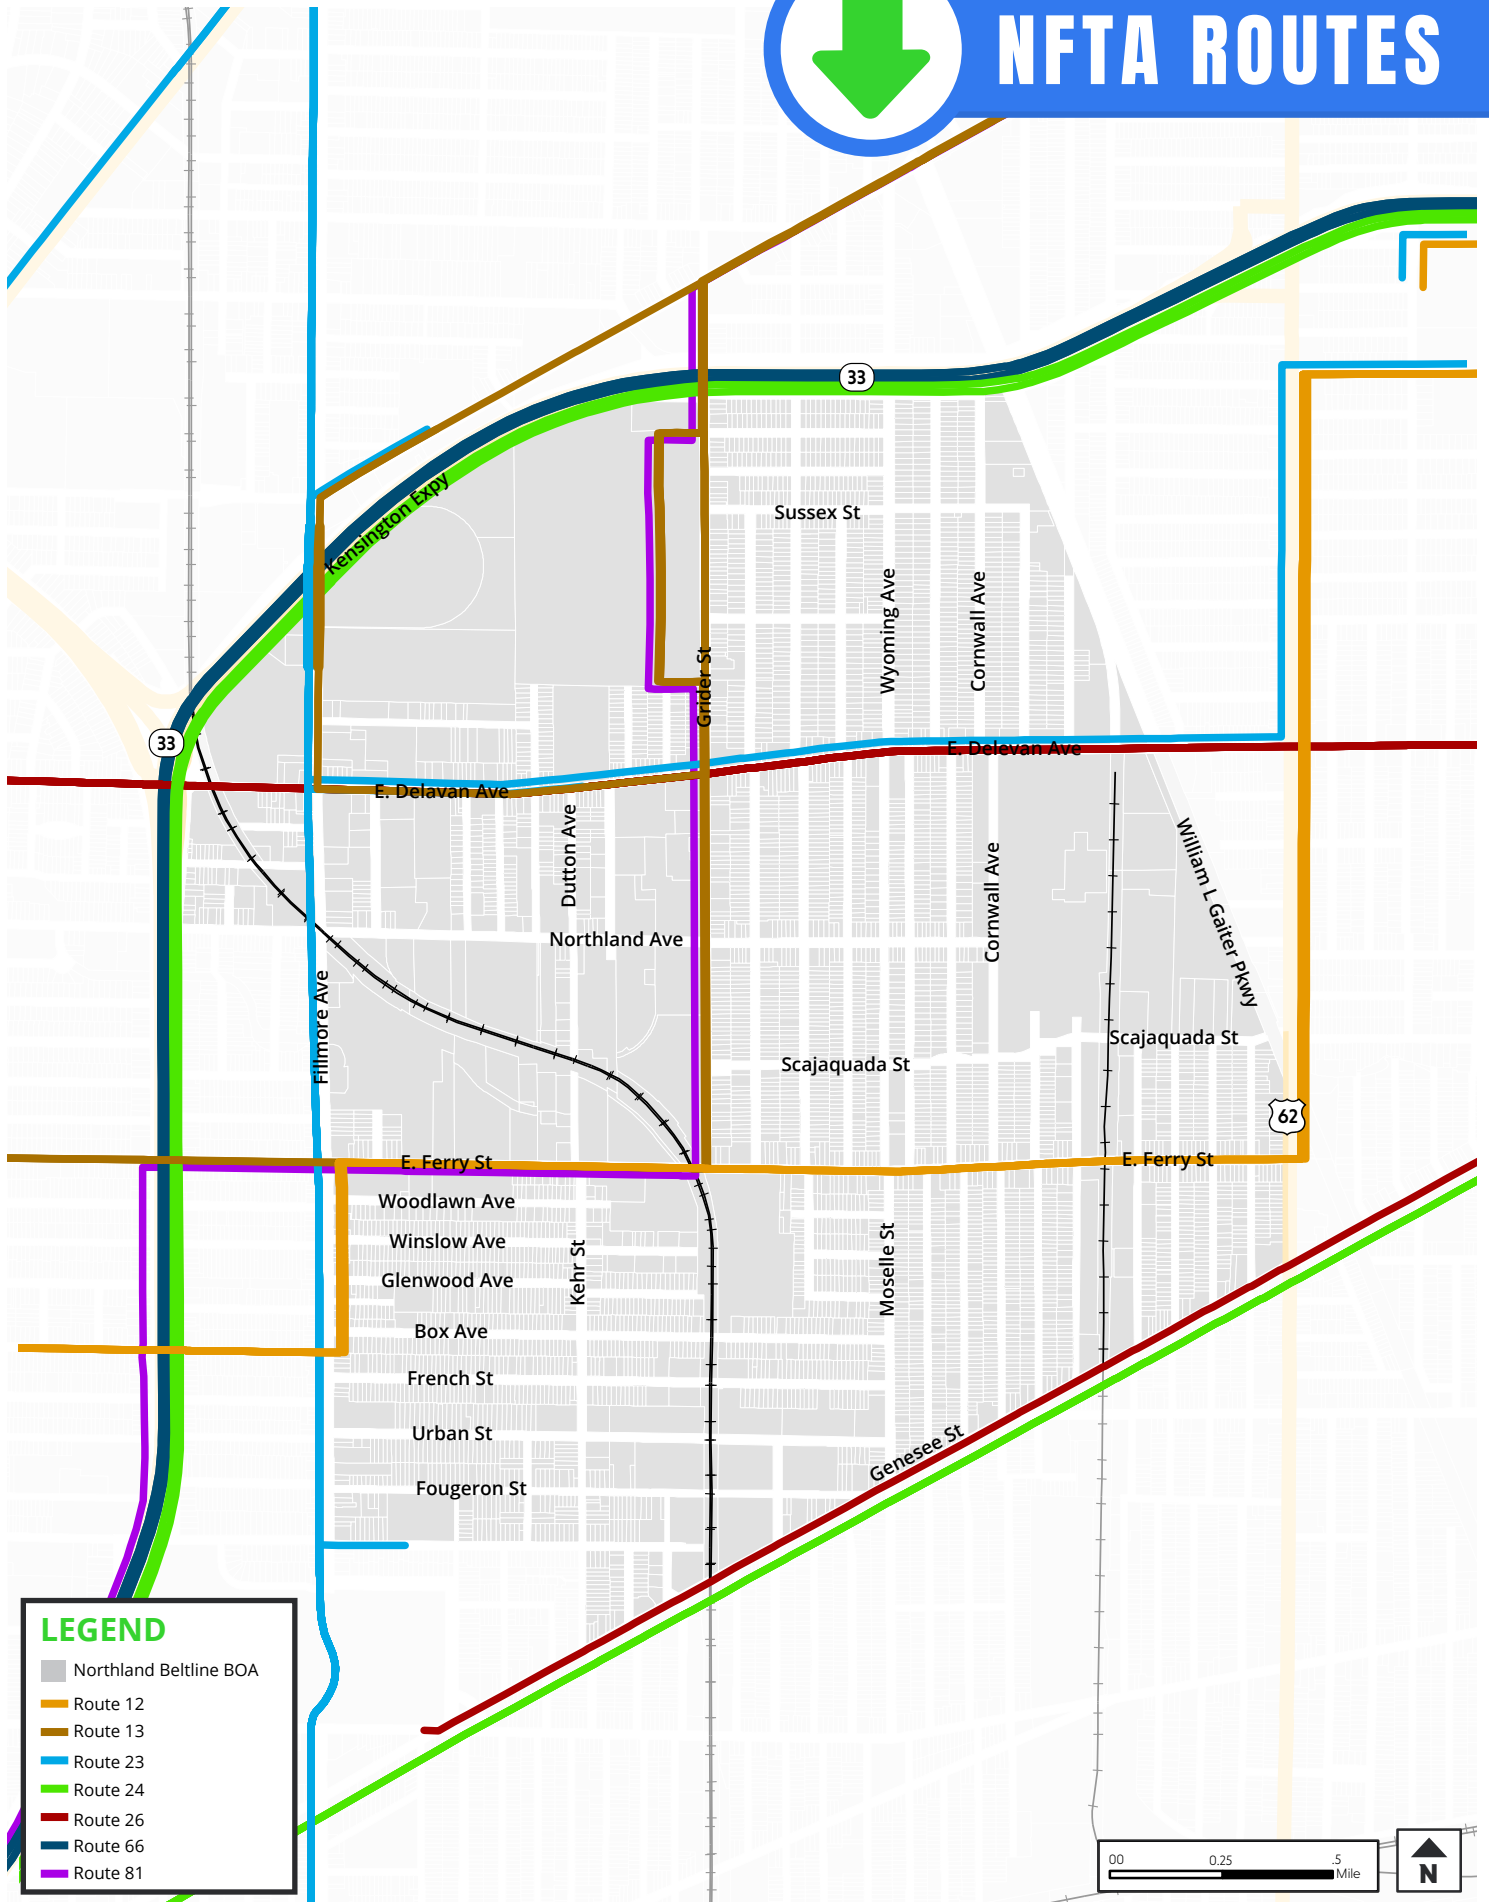 NFTA ROUTES
33
Kensington Expy
Sussex St
Wyoming Ave
Cornwall Ave
Grider St
33
E. Delevan Ave
E. Delavan Ave
Dutton Ave
William L Gaiter Pkwy
Cornwall Ave
Northland Ave
Fillmore Ave
Scajaquada St
Scajaquada St
62
E. Ferry St
E. Ferry St
Woodlawn Ave
Winslow Ave
Kehr St
Moselle St
Glenwood Ave
Box Ave
French St
Urban St
Genesee St
Fougeron St
LEGEND
Northland Beltline BOA
Route 12
Route 13
Route 23
Route 24
Route 26
Route 66
Route 81
00 0.25 .5
Mile
N